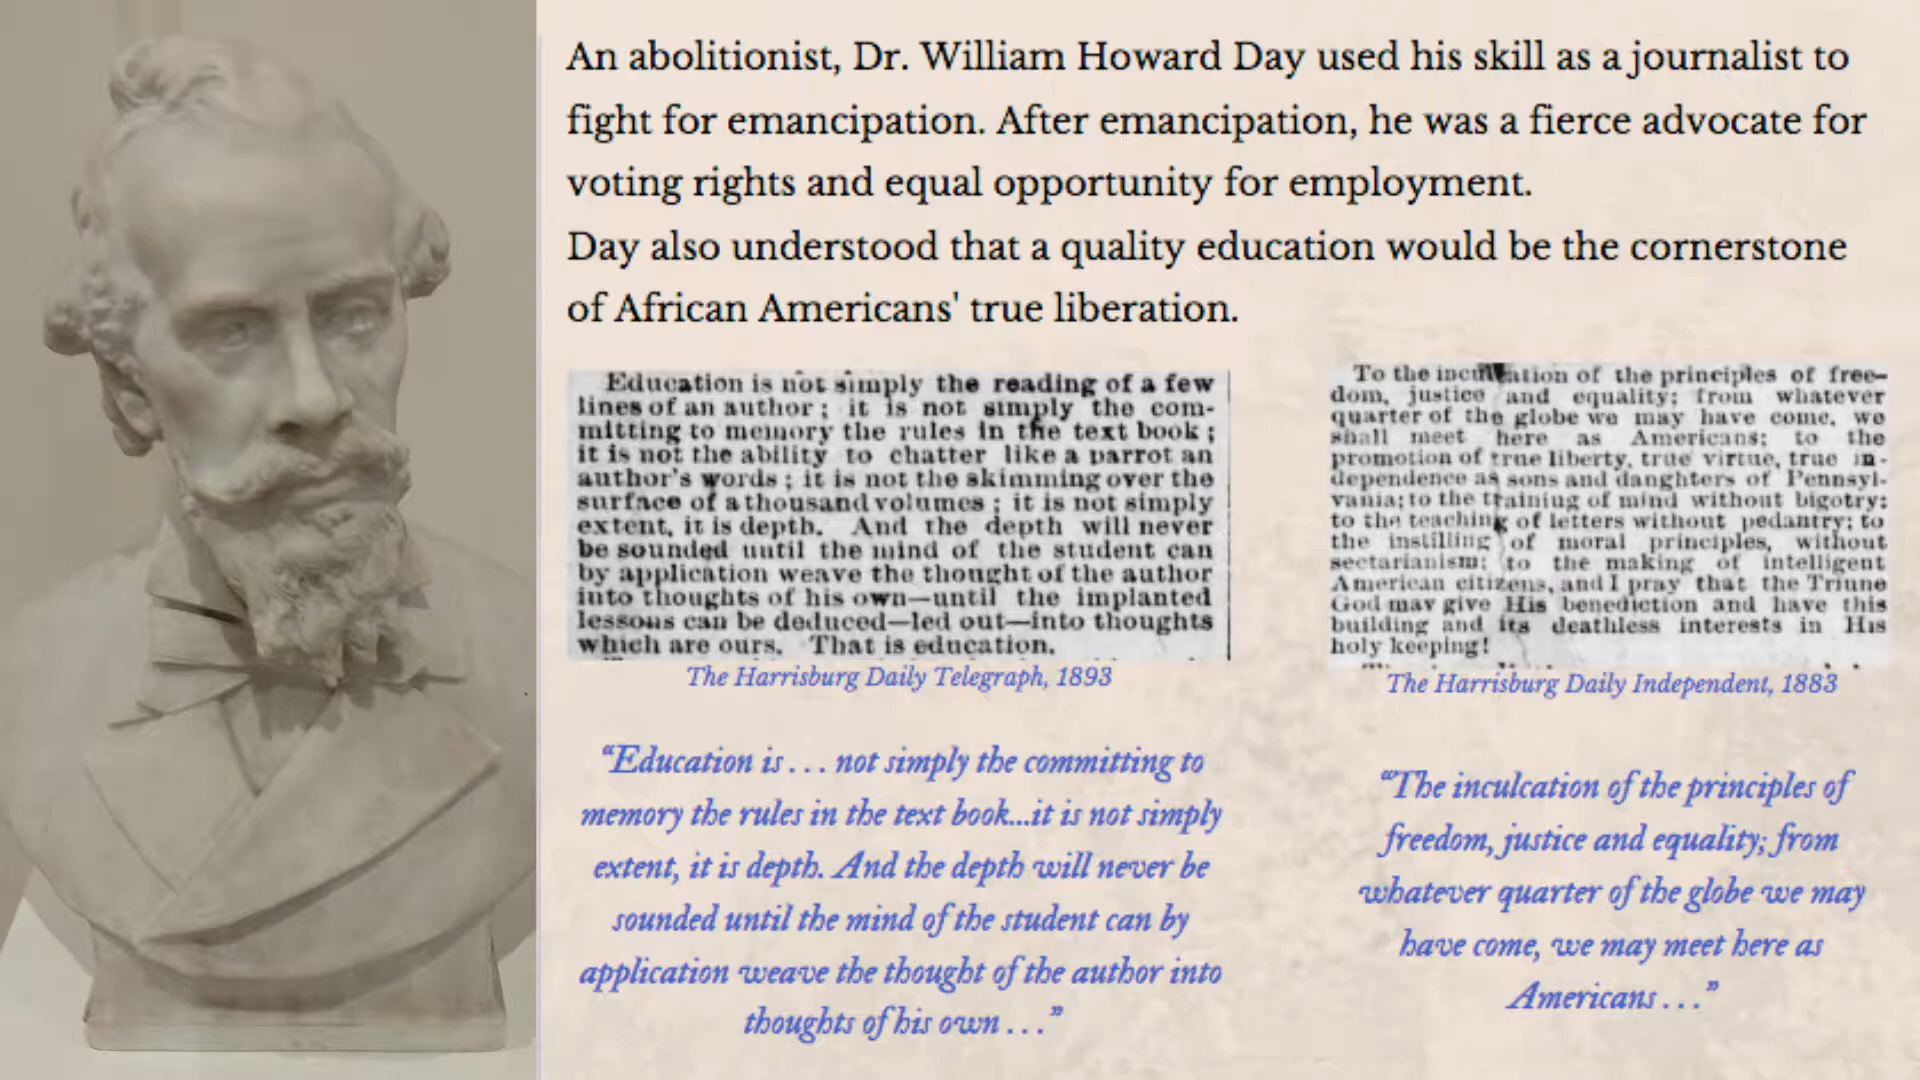 An abolitionist, Dr. William Howard Day used his skill as a journalist to
fight for emancipation. After emancipation, he was a fierce advocate for
voting rights and equal opportunity for employment.
Day also understood that a quality education would be the cornerstone
of African Americans' true liberation.
Education is not simply the reading of a few
lines of an author; it is not simply the com-
mitting to memory the rules in the text book;
it is not the ability to chatter like a parrot an
author's words; it is not the skimming over the
surface of a thousand volumes; it is not simply
extent, it is depth. And the depth will never
be sounded until the mind of the student can
by application weave the thought of the author
into thoughts of his own—until the implanted
lessons can be deduced—led out—into thoughts
which are ours. That is education.
The Harrisburg Daily Telegraph, 1893
“Education is . . . not simply the committing to
memory the rules in the text book...it is not simply
extent, it is depth. And the depth will never be
sounded until the mind of the student can by
application weave the thought of the author into
thoughts of his own . . .”
To the inculcation of the principles of free-
dom, justice and equality; from whatever
quarter of the globe we may have come, we
shall meet here as Americans; to the
promotion of true liberty, true virtue, true in-
dependence as sons and daughters of Pennsyl-
vania; to the training of mind without bigotry;
to the teaching of letters without pedantry; to
the instilling of moral principles, without
sectarianism; to the making of intelligent
American citizens, and I pray that the Triune
God may give His benediction and have this
building and its deathless interests in His
holy keeping!
The Harrisburg Daily Independent, 1883
“The inculcation of the principles of
freedom, justice and equality; from
whatever quarter of the globe we may
have come, we may meet here as
Americans . . .”